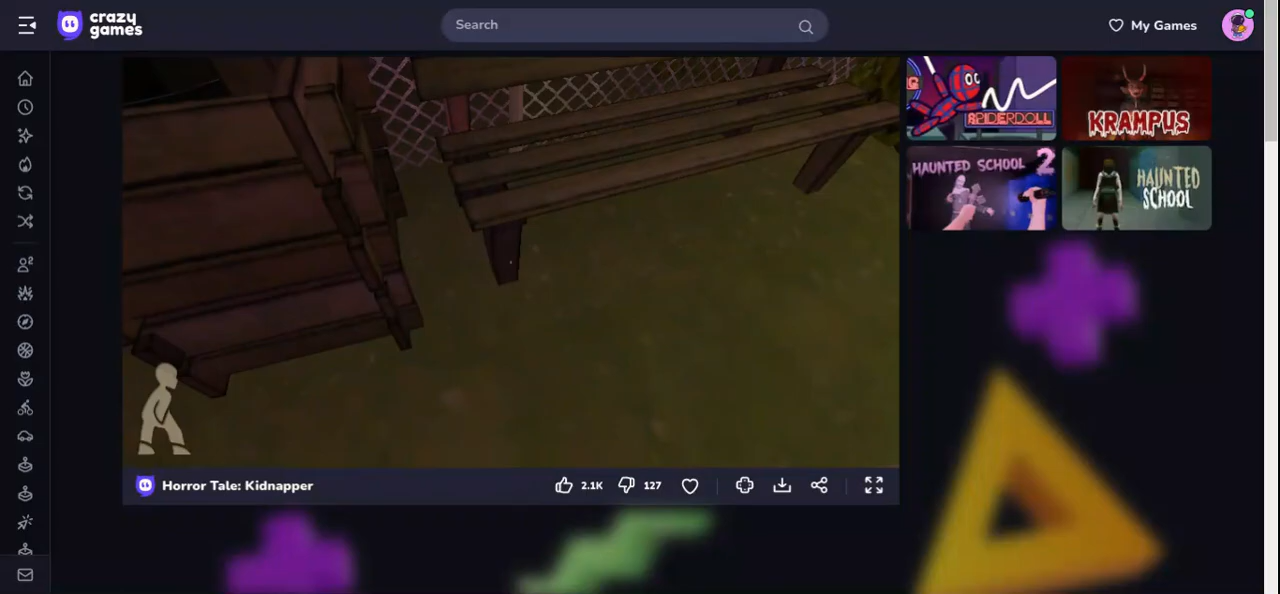 crazy
games
Search
My Games
SPIDERDOLL
KRAMPUS
HAUNTED SCHOOL 2
HAUNTED
SCHOOL
Horror Tale: Kidnapper
2.1K
127